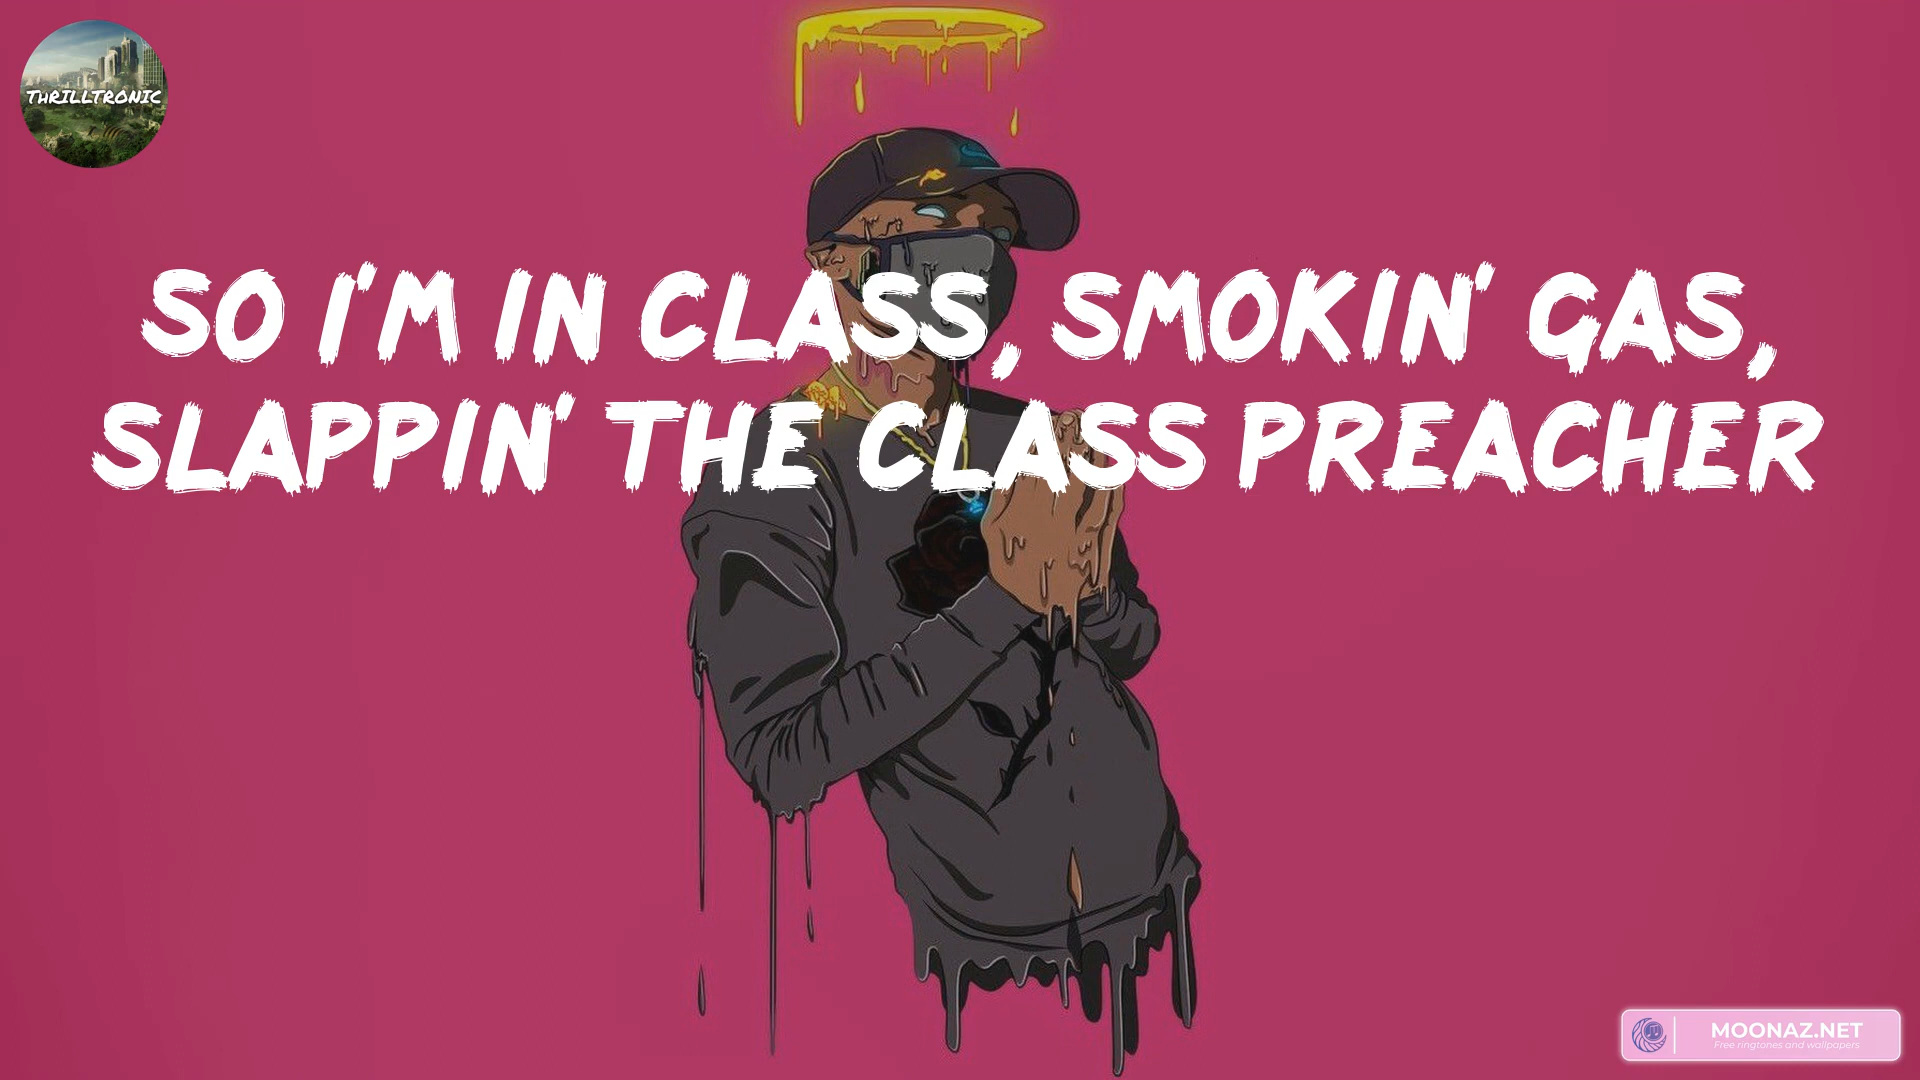 THRILLTRONIC
SO I'M IN CLASS, SMOKIN' GAS,
SLAPPIN' THE CLASS PREACHER
MOONAZ.NET
Free ringtones and wallpapers